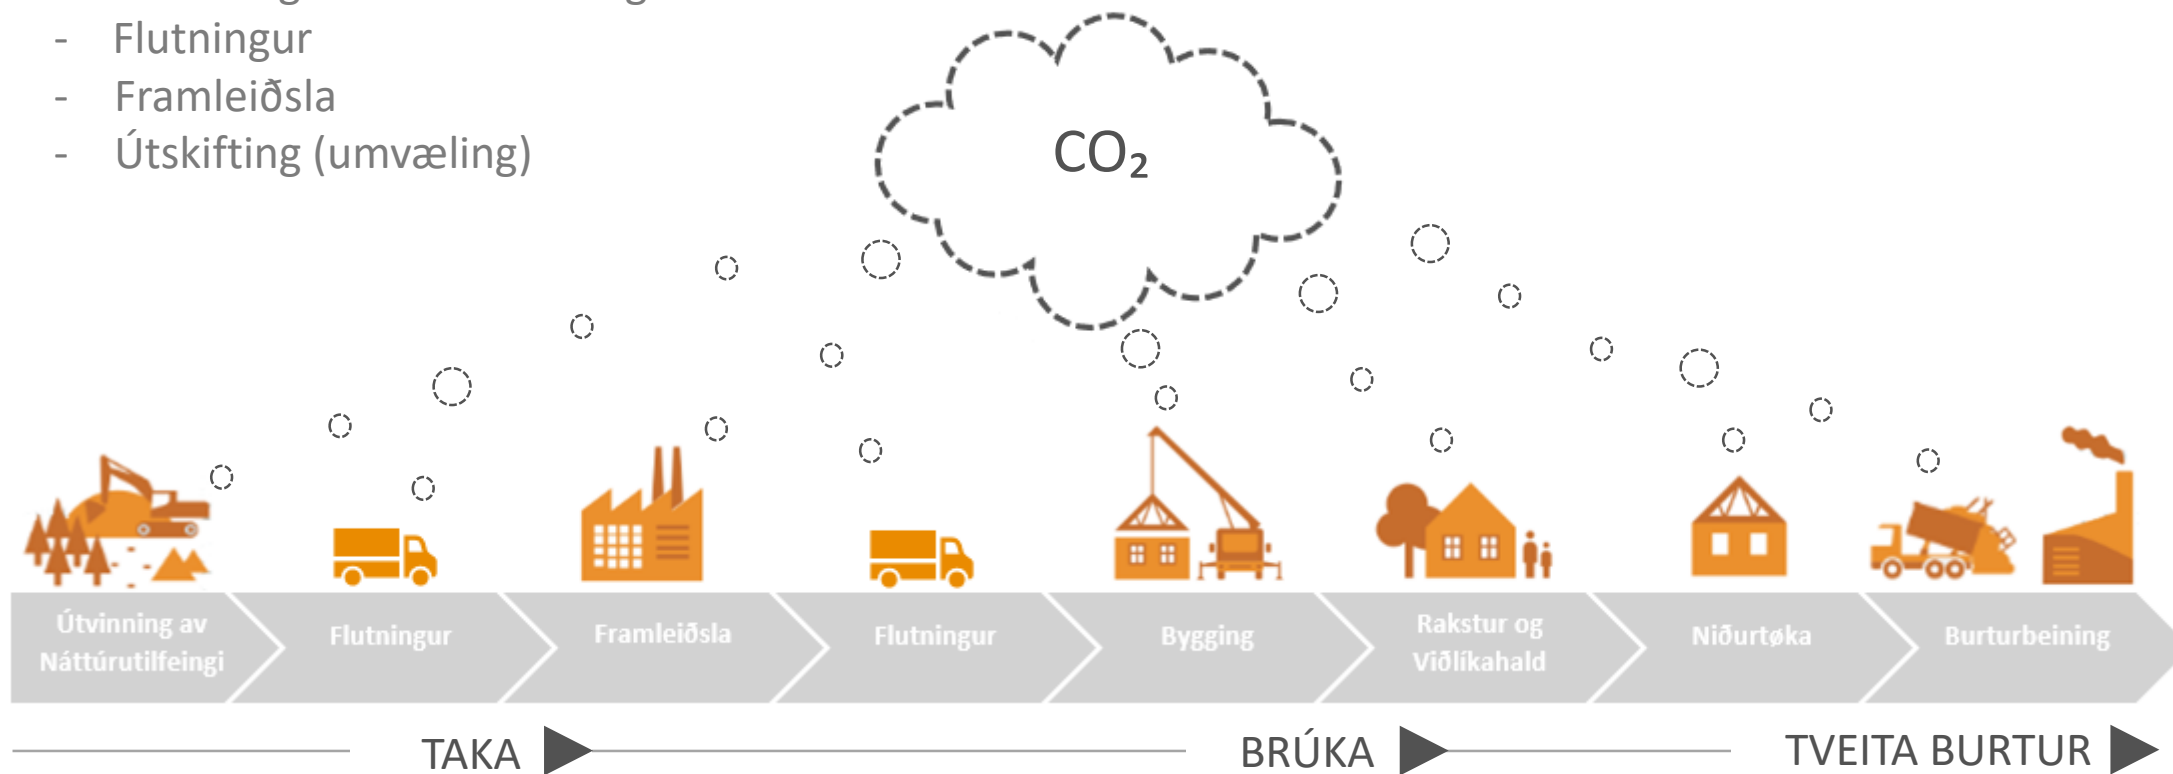 - Flutningur
- Framleiðsla
- Útskifting (umvæling)
CO₂
Útvinning av
Náttúrutilfeingi
Flutningur
Framleiðsla
Flutningur
Bygging
Rakstur og
Viðlíkahald
Niðurtøka
Burturbeining
TAKA
BRÚKA
TVEITA BURTUR